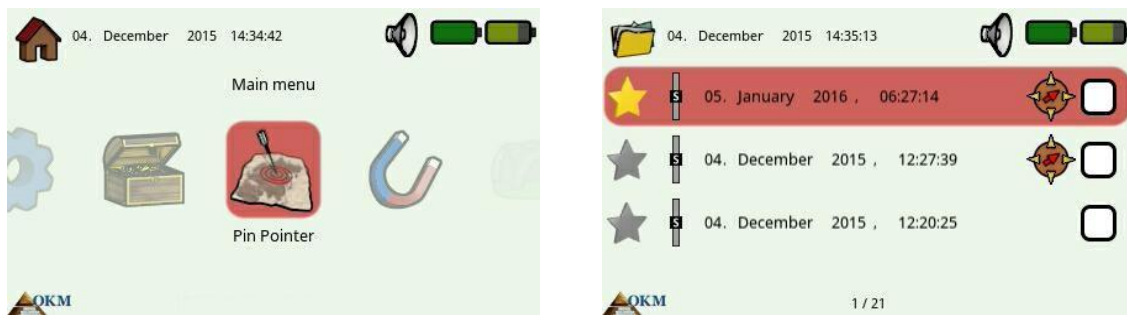 04. December 2015 14:34:42
Main menu
Pin Pointer
OKM
04. December 2015 14:35:13
S 05. January 2016 , 06:27:14
S 04. December 2015 , 12:27:39
S 04. December 2015 , 12:20:25
OKM
1 / 21